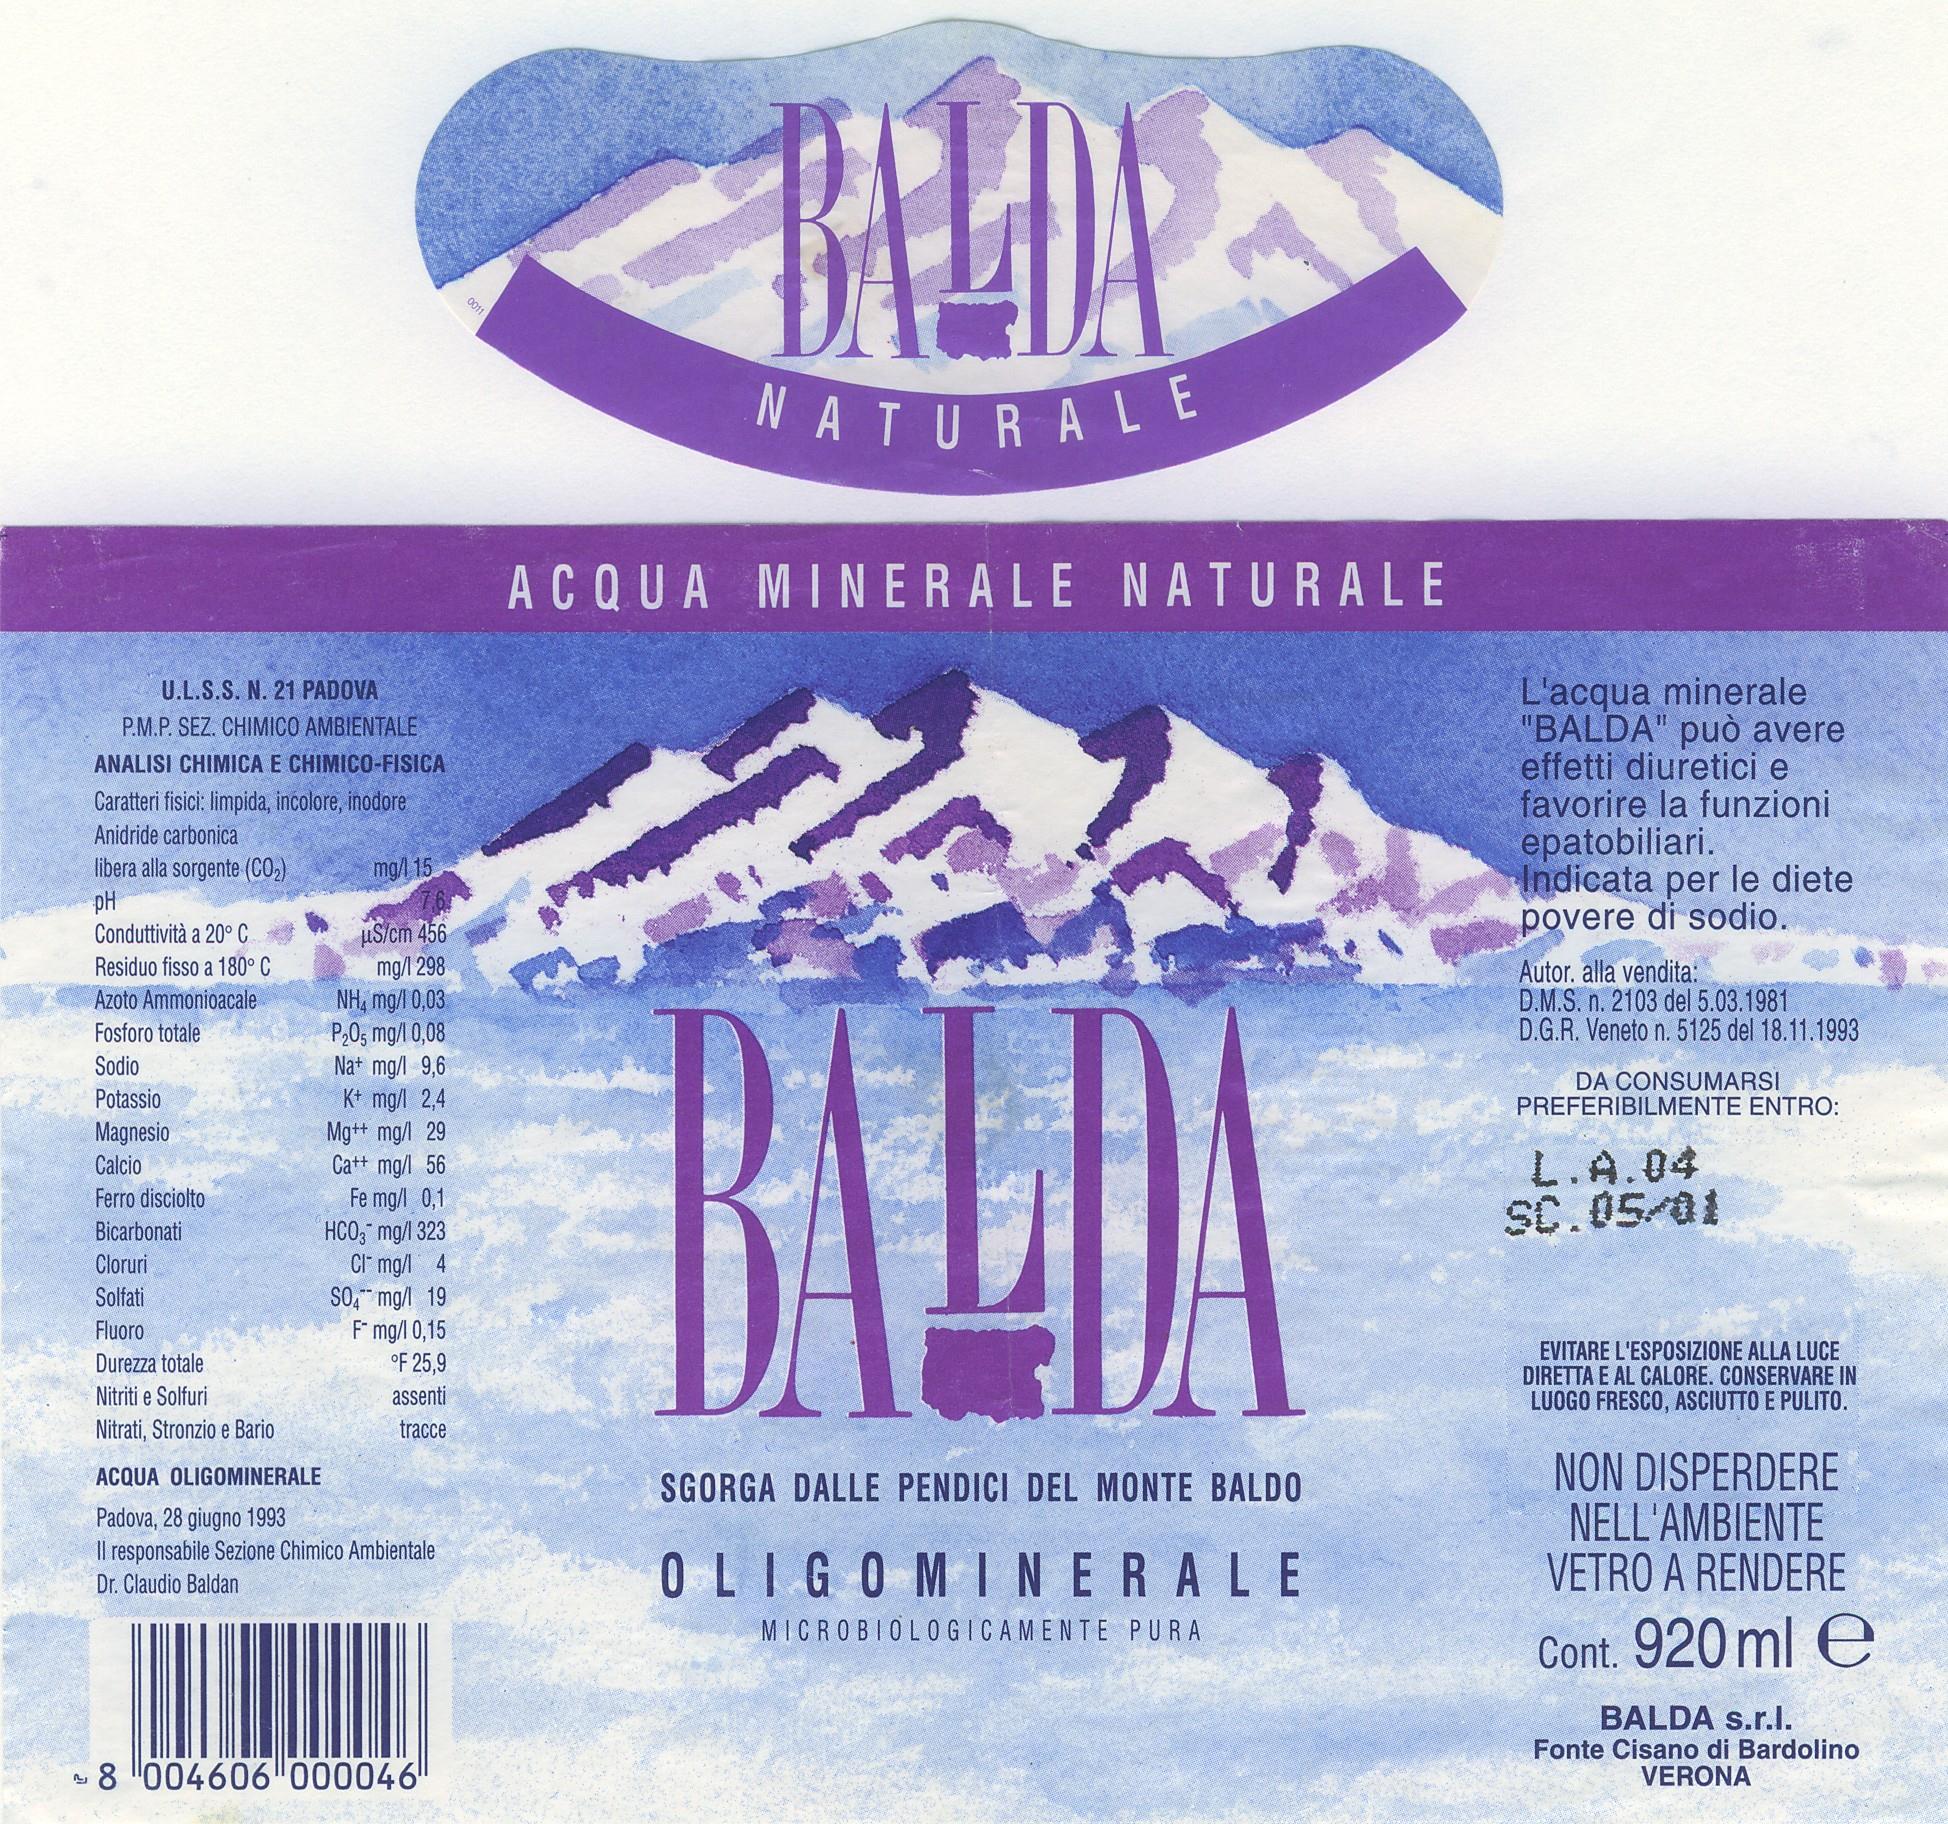 BALDA
NATURALE
0011
ACQUA MINERALE NATURALE
U.L.S.S. N. 21 PADOVA
P.M.P. SEZ. CHIMICO AMBIENTALE
ANALISI CHIMICA E CHIMICO-FISICA
Caratteri fisici: limpida, incolore, inodore
Anidride carbonica
libera alla sorgente (CO₂) mg/l 15
pH 7,6
Conduttività a 20° C µS/cm 456
Residuo fisso a 180° C mg/l 298
Azoto Ammonioacale NH₄ mg/l 0,03
Fosforo totale P₂O₅ mg/l 0,08
Sodio Na⁺ mg/l 9,6
Potassio K⁺ mg/l 2,4
Magnesio Mg⁺⁺ mg/l 29
Calcio Ca⁺⁺ mg/l 56
Ferro disciolto Fe mg/l 0,1
Bicarbonati HCO₃⁻ mg/l 323
Cloruri Cl⁻ mg/l 4
Solfati SO₄⁻⁻ mg/l 19
Fluoro F⁻ mg/l 0,15
Durezza totale °F 25,9
Nitriti e Solfuri assenti
Nitrati, Stronzio e Bario tracce
ACQUA OLIGOMINERALE
Padova, 28 giugno 1993
Il responsabile Sezione Chimico Ambientale
Dr. Claudio Baldan
8 004606 000046
BALDA
SGORGA DALLE PENDICI DEL MONTE BALDO
OLIGOMINERALE
MICROBIOLOGICAMENTE PURA
L'acqua minerale
"BALDA" può avere
effetti diuretici e
favorire la funzioni
epatobiliari.
Indicata per le diete
povere di sodio.
Autor. alla vendita:
D.M.S. n. 2103 del 5.03.1981
D.G.R. Veneto n. 5125 del 18.11.1993
DA CONSUMARSI
PREFERIBILMENTE ENTRO:
L.A.04
SC.05/01
EVITARE L'ESPOSIZIONE ALLA LUCE
DIRETTA E AL CALORE. CONSERVARE IN
LUOGO FRESCO, ASCIUTTO E PULITO.
NON DISPERDERE
NELL'AMBIENTE
VETRO A RENDERE
Cont. 920 ml ℮
BALDA s.r.l.
Fonte Cisano di Bardolino
VERONA